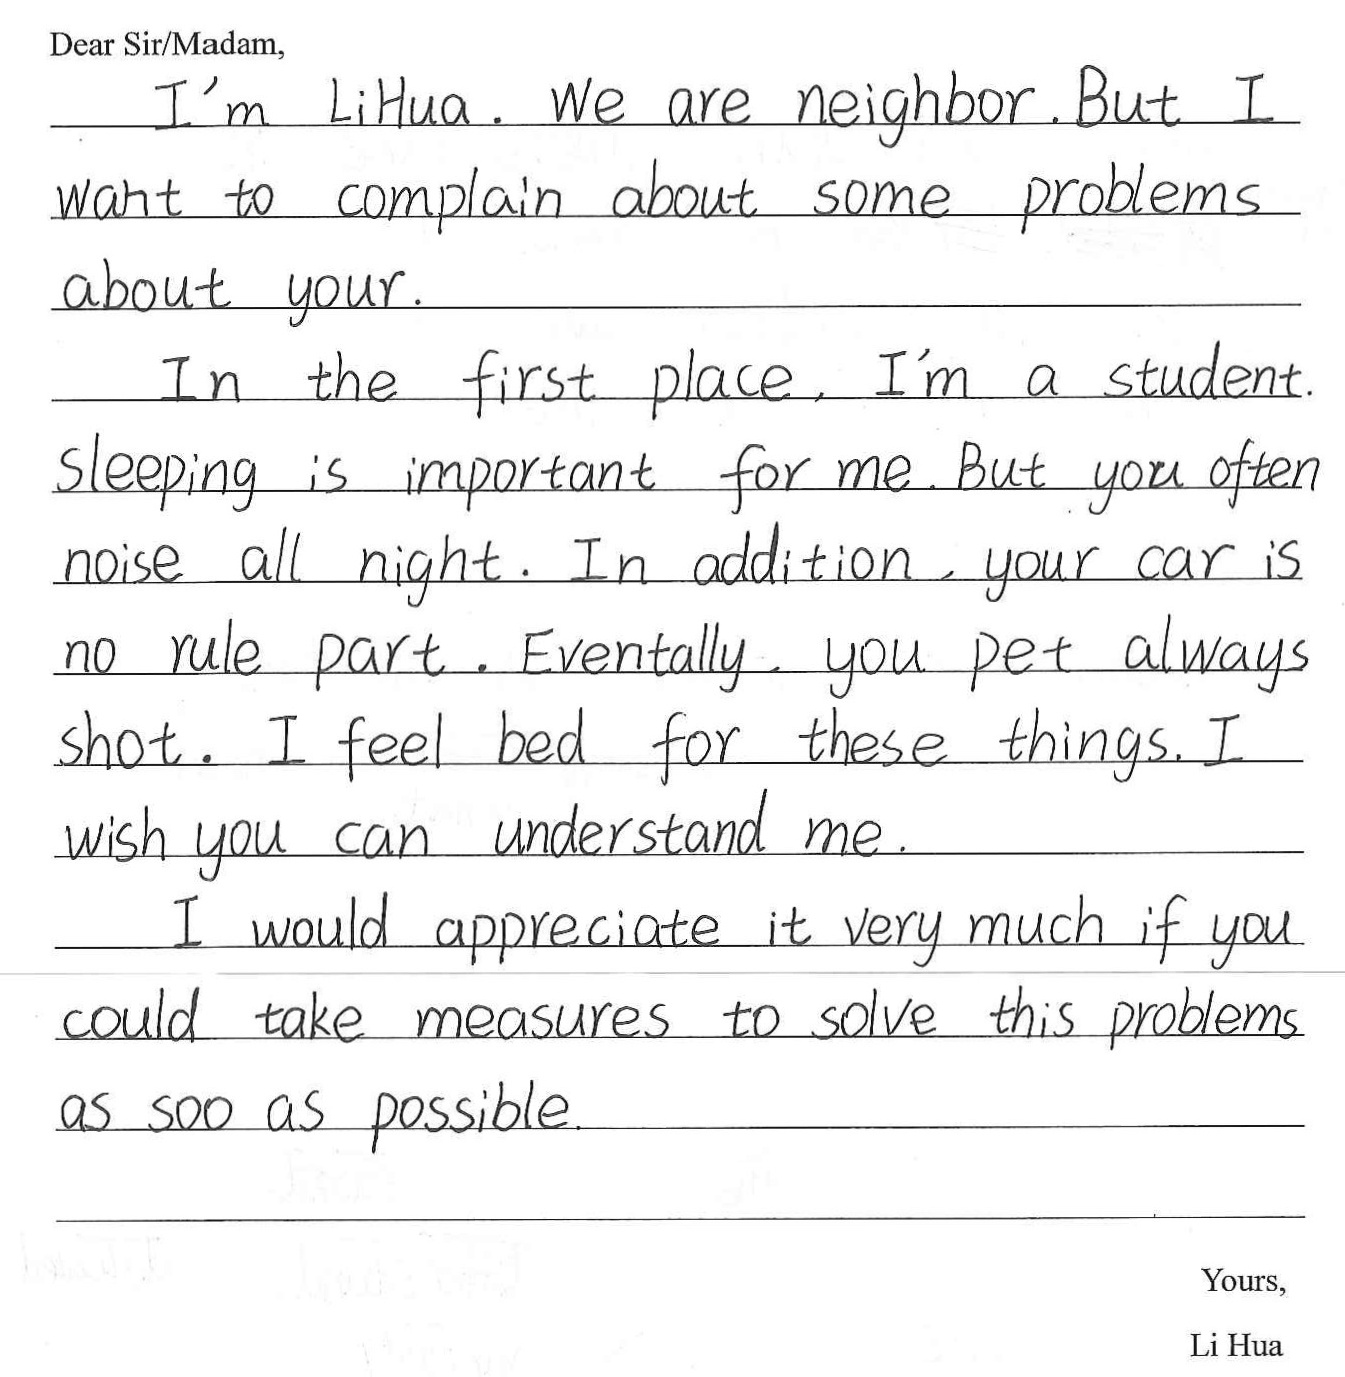 Dear Sir/Madam,
I'm LiHua. We are neighbor. But I
want to complain about some problems
about your.
In the first place, I'm a student.
Sleeping is important for me. But you often
noise all night. In addition, your car is
no rule part. Eventally, you pet always
shot. I feel bed for these things. I
wish you can understand me.
I would appreciate it very much if you
could take measures to solve this problems
as soo as possible.
Yours,
Li Hua